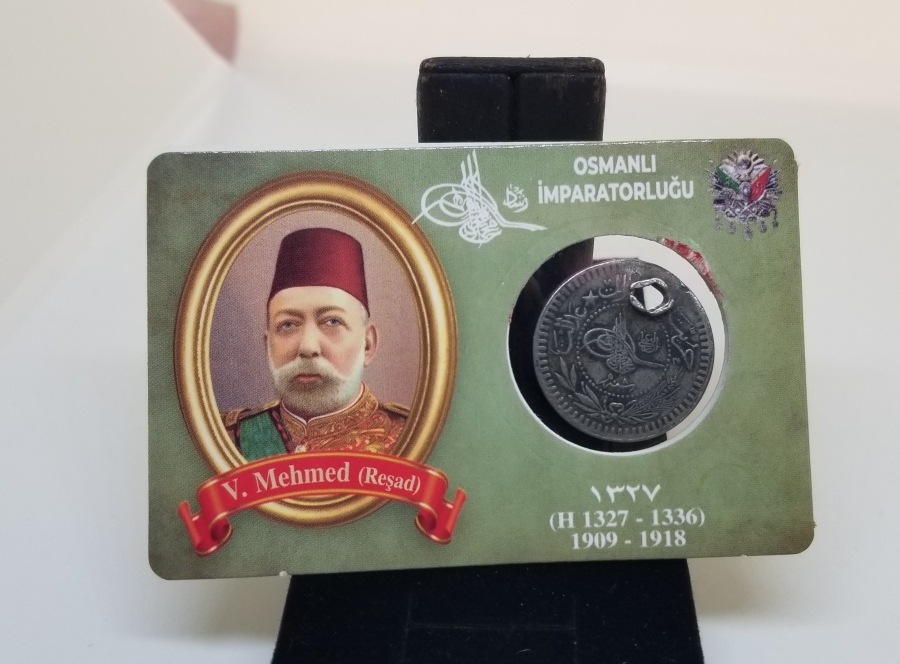 OSMANLI
İMPARATORLUĞU
V. Mehmed (Reşad)
١٣٢٧
(H 1327 - 1336)
1909 - 1918